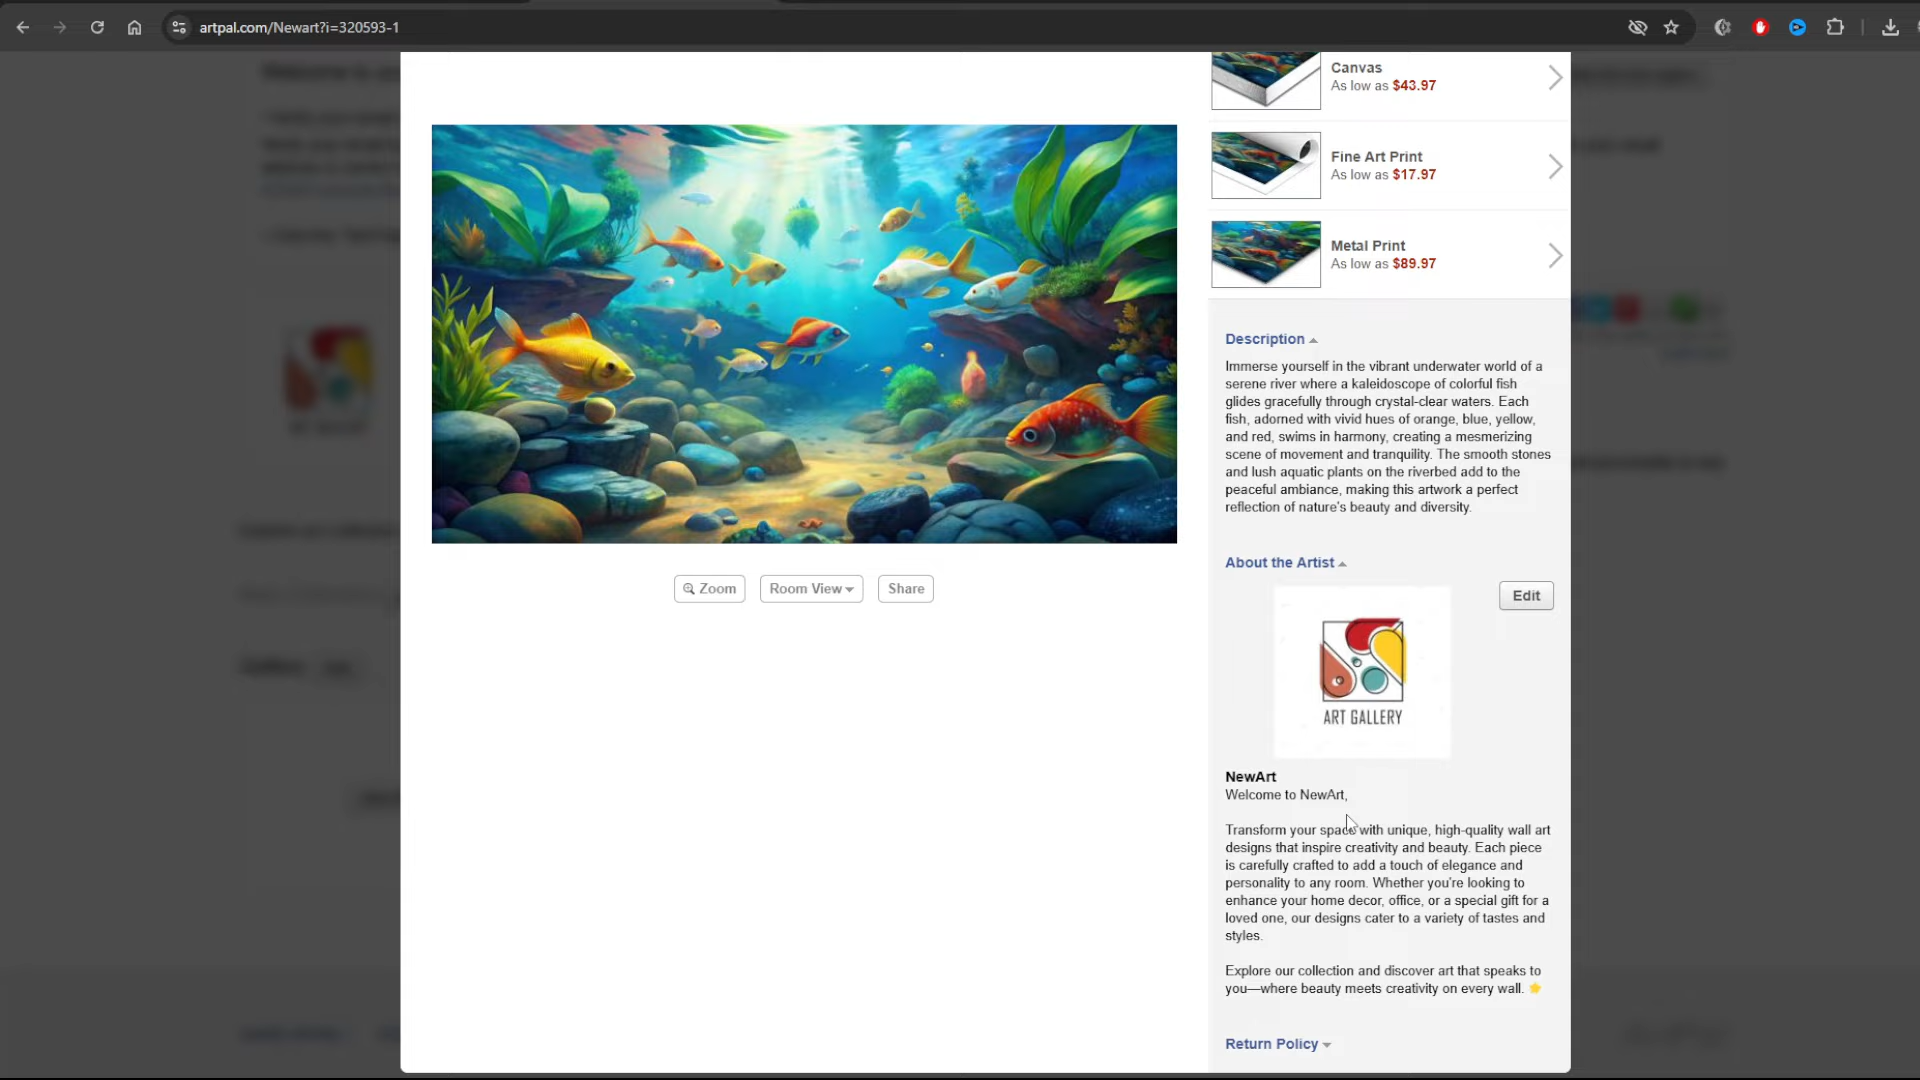 artpal.com/Newart?i=320593-1
Canvas
As low as $43.97
Fine Art Print
As low as $17.97
Metal Print
As low as $89.97
Description
Immerse yourself in the vibrant underwater world of a
serene river where a kaleidoscope of colorful fish
glides gracefully through crystal-clear waters. Each
fish, adorned with vivid hues of orange, blue, yellow,
and red, swims in harmony, creating a mesmerizing
scene of movement and tranquility. The smooth stones
and lush aquatic plants on the riverbed add to the
peaceful ambiance, making this artwork a perfect
reflection of nature's beauty and diversity.
Zoom
Room View
Share
About the Artist
Edit
ART GALLERY
NewArt
Welcome to NewArt,
Transform your space with unique, high-quality wall art
designs that inspire creativity and beauty. Each piece
is carefully crafted to add a touch of elegance and
personality to any room. Whether you're looking to
enhance your home decor, office, or a special gift for a
loved one, our designs cater to a variety of tastes and
styles.
Explore our collection and discover art that speaks to
you—where beauty meets creativity on every wall. 
Return Policy